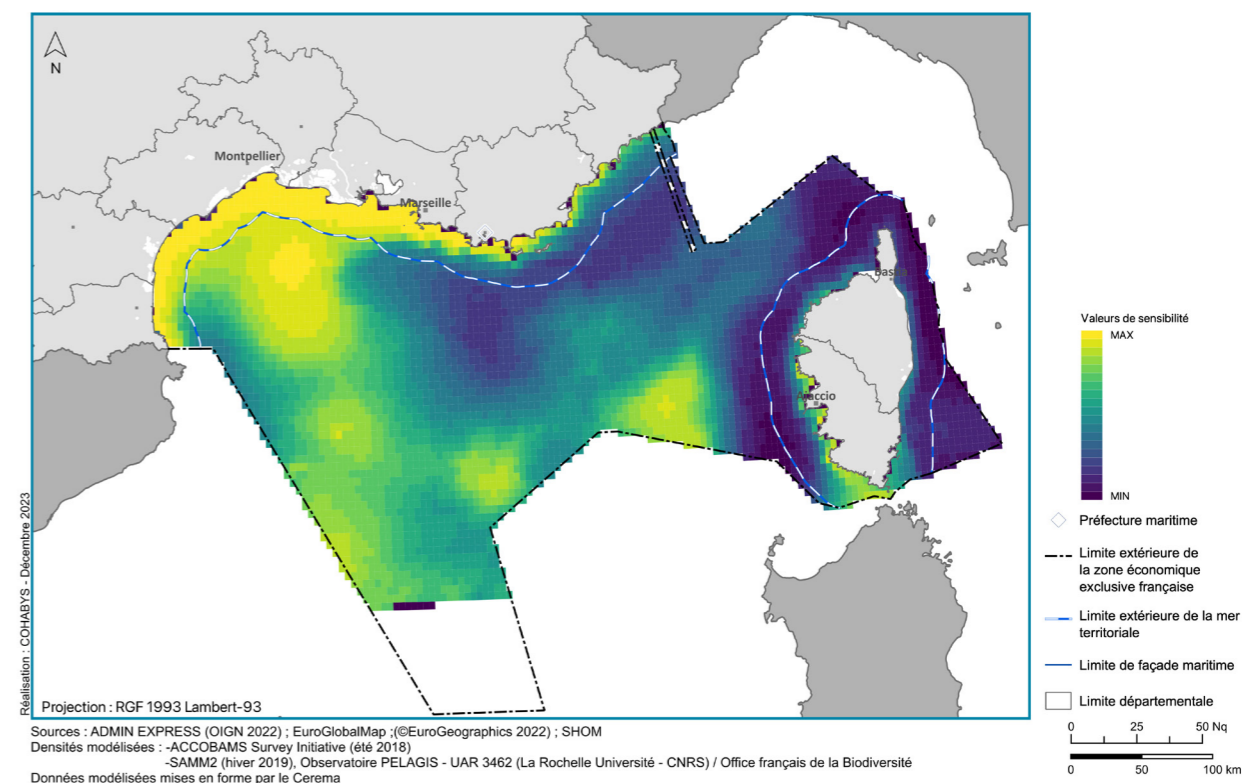 N
Montpellier
Marseille
Bastia
Ajaccio
Réalisation : COHABYS - Décembre 2023
Projection : RGF 1993 Lambert-93
Valeurs de sensibilité
MAX
MIN
Préfecture maritime
Limite extérieure de
la zone économique
exclusive française
Limite extérieure de la mer
territoriale
Limite de façade maritime
Limite départementale
0 25 50 Nq
0 50 100 km
Sources : ADMIN EXPRESS (OIGN 2022) ; EuroGlobalMap ;(©EuroGeographics 2022) ; SHOM
Densités modélisées : -ACCOBAMS Survey Initiative (été 2018)
-SAMM2 (hiver 2019), Observatoire PELAGIS - UAR 3462 (La Rochelle Université - CNRS) / Office français de la Biodiversité
Données modélisées mises en forme par le Cerema